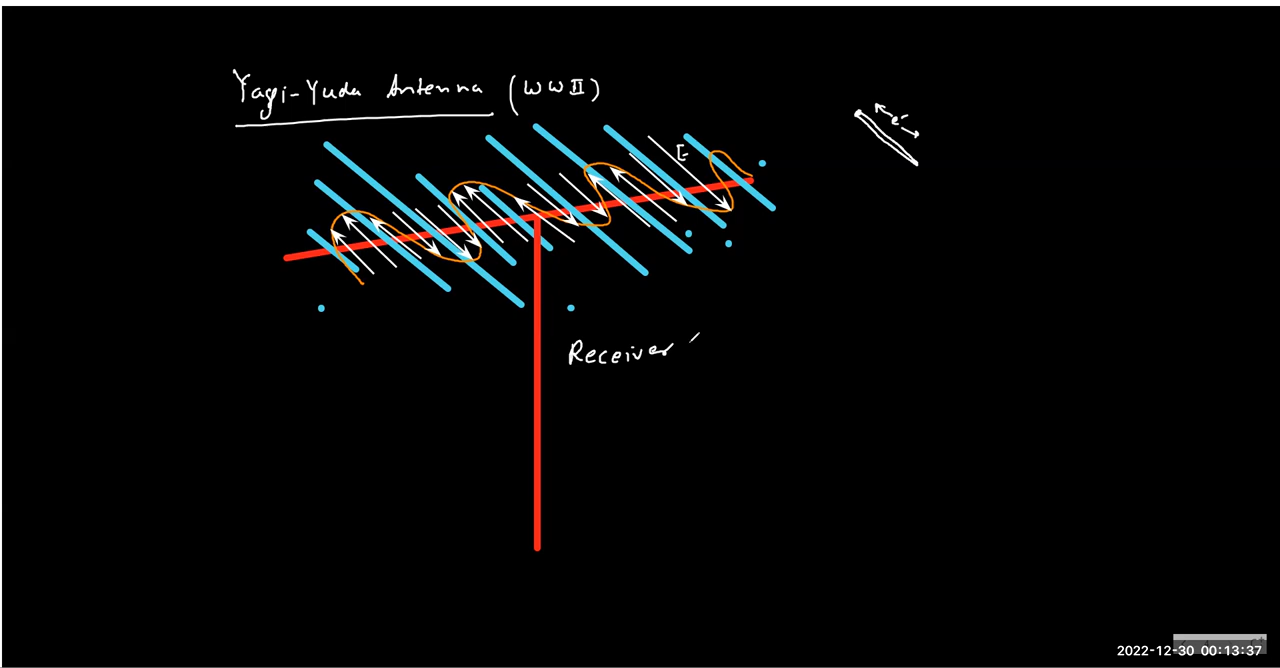 Yagi-Yuda Antenna (WWII)
e-
E
Receiver
2022-12-30 00:13:37